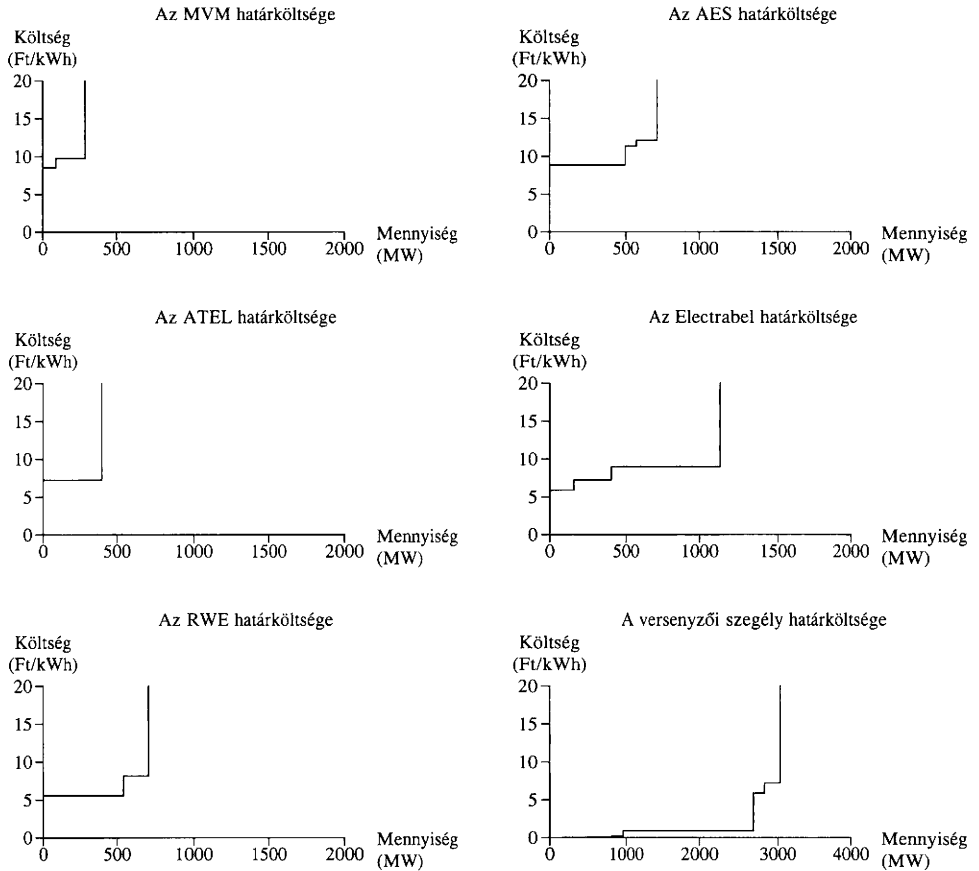 Az MVM határköltsége
Költség
(Ft/kWh)
20
15
10
5
0
0
500
1000
1500
2000
Mennyiség
(MW)
Az AES határköltsége
Költség
(Ft/kWh)
20
15
10
5
0
0
500
1000
1500
2000
Mennyiség
(MW)
Az ATEL határköltsége
Költség
(Ft/kWh)
20
15
10
5
0
0
500
1000
1500
2000
Mennyiség
(MW)
Az Electrabel határköltsége
Költség
(Ft/kWh)
20
15
10
5
0
0
500
1000
1500
2000
Mennyiség
(MW)
Az RWE határköltsége
Költség
(Ft/kWh)
20
15
10
5
0
0
500
1000
1500
2000
Mennyiség
(MW)
A versenyzői szegély határköltsége
Költség
(Ft/kWh)
20
15
10
5
0
0
1000
2000
3000
4000
Mennyiség
(MW)